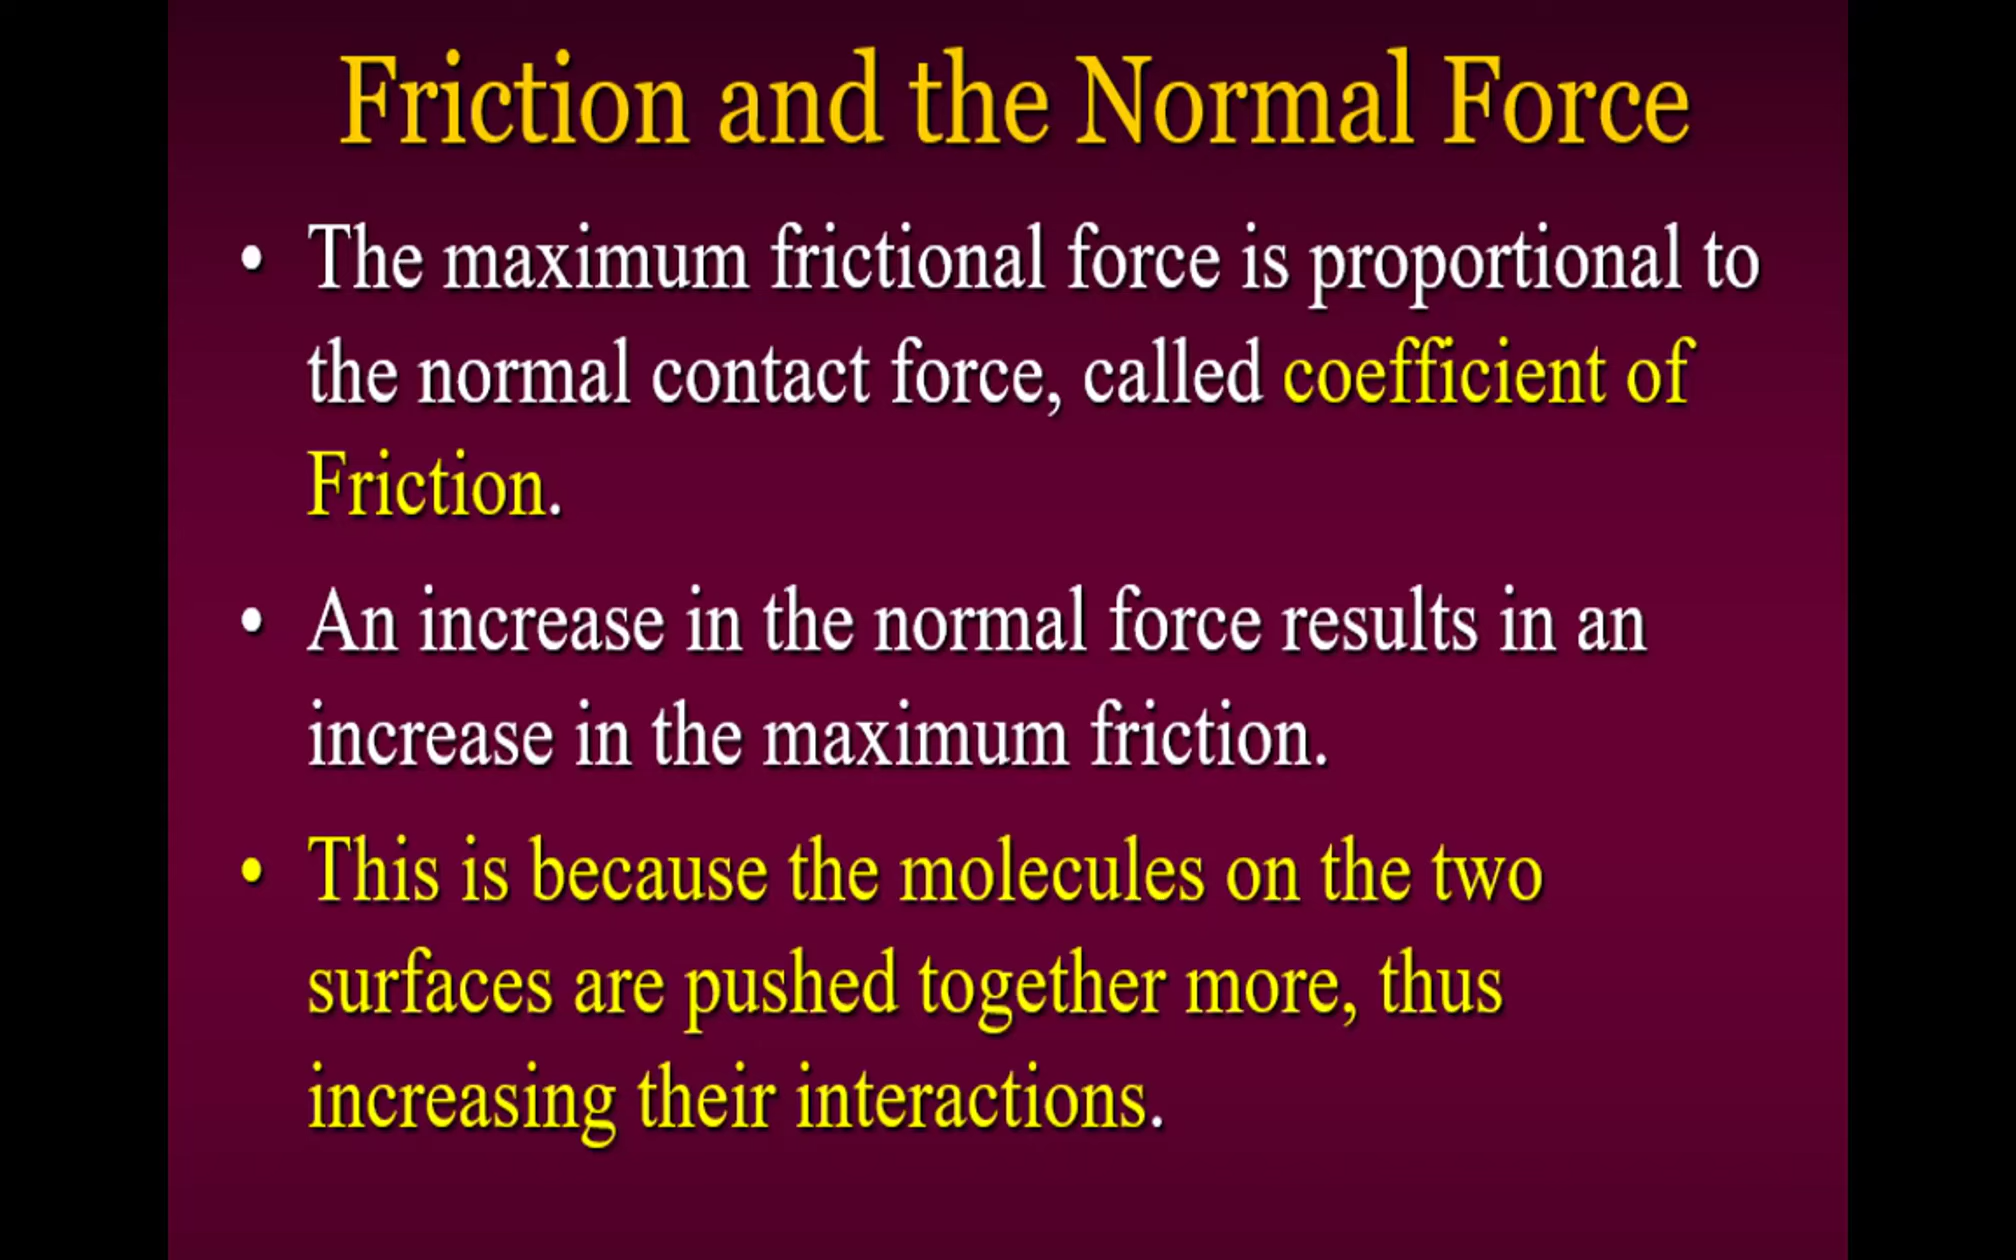 Friction and the Normal Force
• The maximum frictional force is proportional to
the normal contact force, called coefficient of
Friction.
• An increase in the normal force results in an
increase in the maximum friction.
• This is because the molecules on the two
surfaces are pushed together more, thus
increasing their interactions.